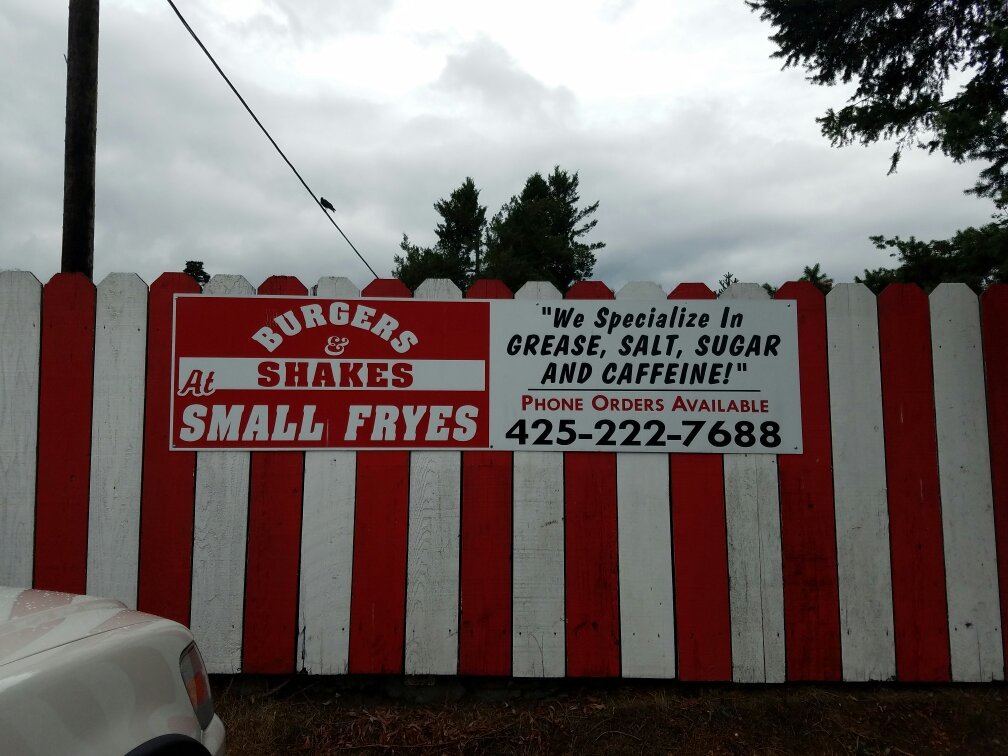 BURGERS
&
SHAKES
At
SMALL FRYES
"We Specialize In
GREASE, SALT, SUGAR
AND CAFFEINE!"
PHONE ORDERS AVAILABLE
425-222-7688